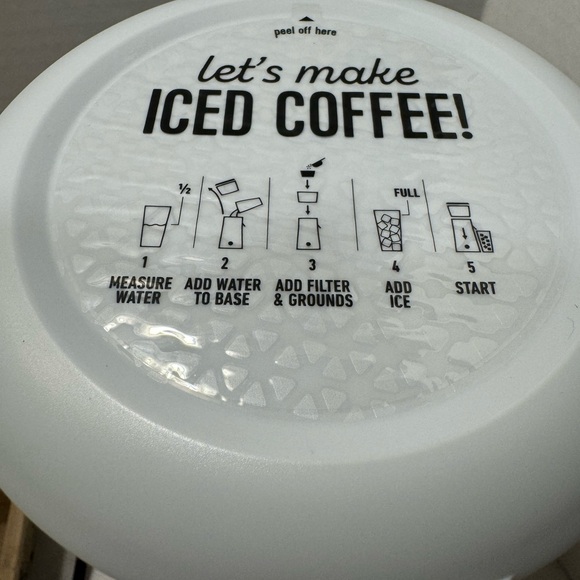 peel off here
let's make
ICED COFFEE!
½
FULL
1
2
3
4
5
MEASURE WATER
ADD WATER TO BASE
ADD FILTER & GROUNDS
ADD ICE
START